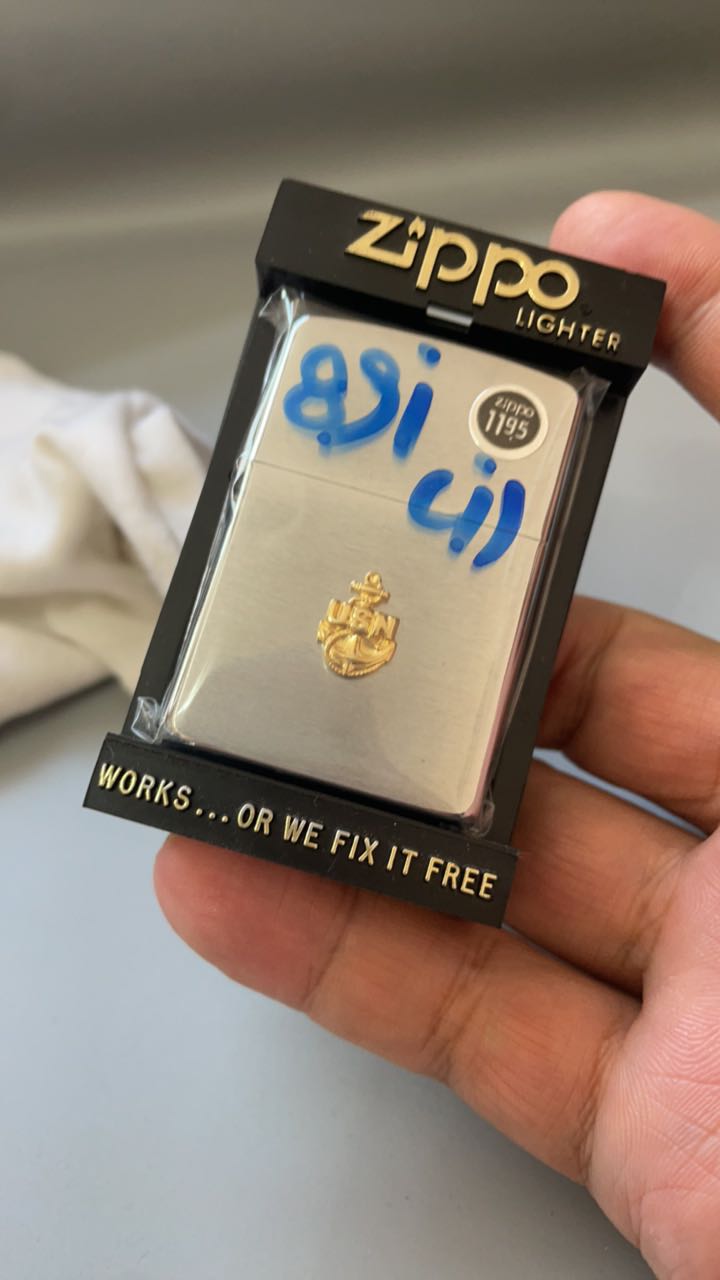 Zippo
LIGHTER
zippo
1195
USN
WORKS...OR WE FIX IT FREE